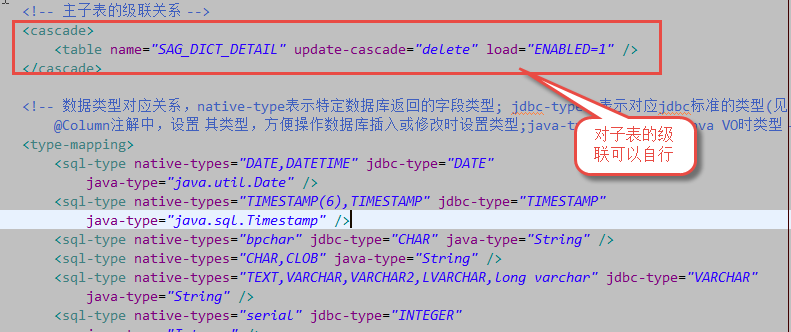 <!-- 主子表的级联关系 -->
<cascade>
<table name="SAG_DICT_DETAIL" update-cascade="delete" load="ENABLED=1" />
</cascade>
<!-- 数据类型对应关系，native-type表示特定数据库返回的字段类型; jdbc-typ 表示对应jdbc标准的类型(见
@Column注解中，设置 其类型，方便操作数据库插入或修改时设置类型;java-t ava VO时类型
对子表的级
联可以自行
<type-mapping>
<sql-type native-types="DATE,DATETIME" jdbc-type="DATE"
java-type="java.util.Date" />
<sql-type native-types="TIMESTAMP(6),TIMESTAMP" jdbc-type="TIMESTAMP"
java-type="java.sql.Timestamp" />
<sql-type native-types="bpchar" jdbc-type="CHAR" java-type="String" />
<sql-type native-types="CHAR,CLOB" java-type="String" />
<sql-type native-types="TEXT,VARCHAR,VARCHAR2,LVARCHAR,long varchar" jdbc-type="VARCHAR"
java-type="String" />
<sql-type native-types="serial" jdbc-type="INTEGER"